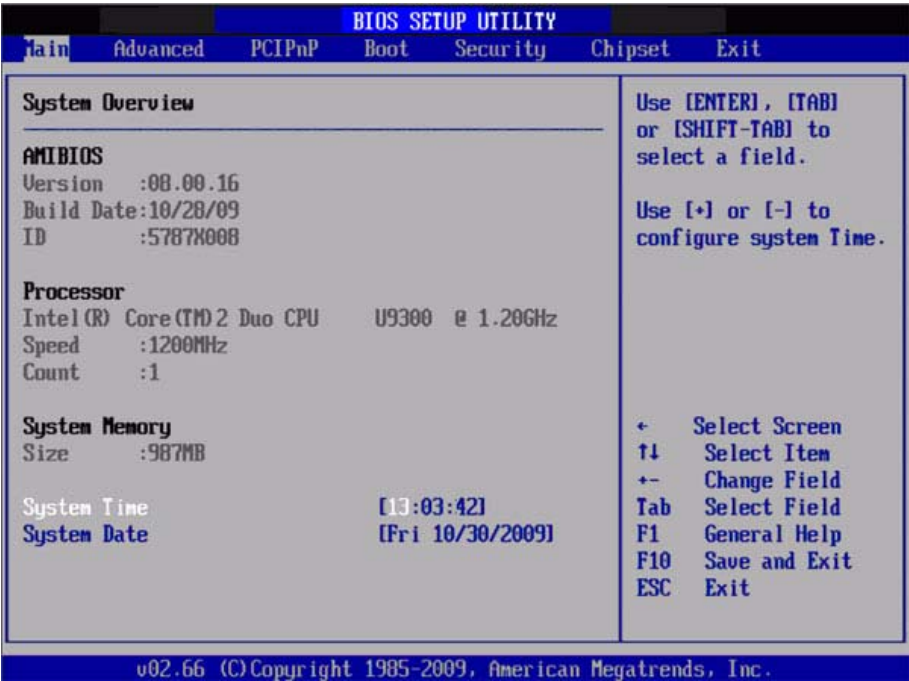 BIOS SETUP UTILITY
Main Advanced PCIPnP Boot Security Chipset Exit
System Overview
AMIBIOS
Version :08.00.16
Build Date:10/28/09
ID :5787X008
Processor
Intel(R) Core(TM)2 Duo CPU U9300 @ 1.20GHz
Speed :1200MHz
Count :1
System Memory
Size :987MB
System Time [13:03:42]
System Date [Fri 10/30/2009]
Use [ENTER], [TAB]
or [SHIFT-TAB] to
select a field.
Use [+] or [-] to
configure system Time.
← Select Screen
↑↓ Select Item
+- Change Field
Tab Select Field
F1 General Help
F10 Save and Exit
ESC Exit
v02.66 (C)Copyright 1985-2009, American Megatrends, Inc.